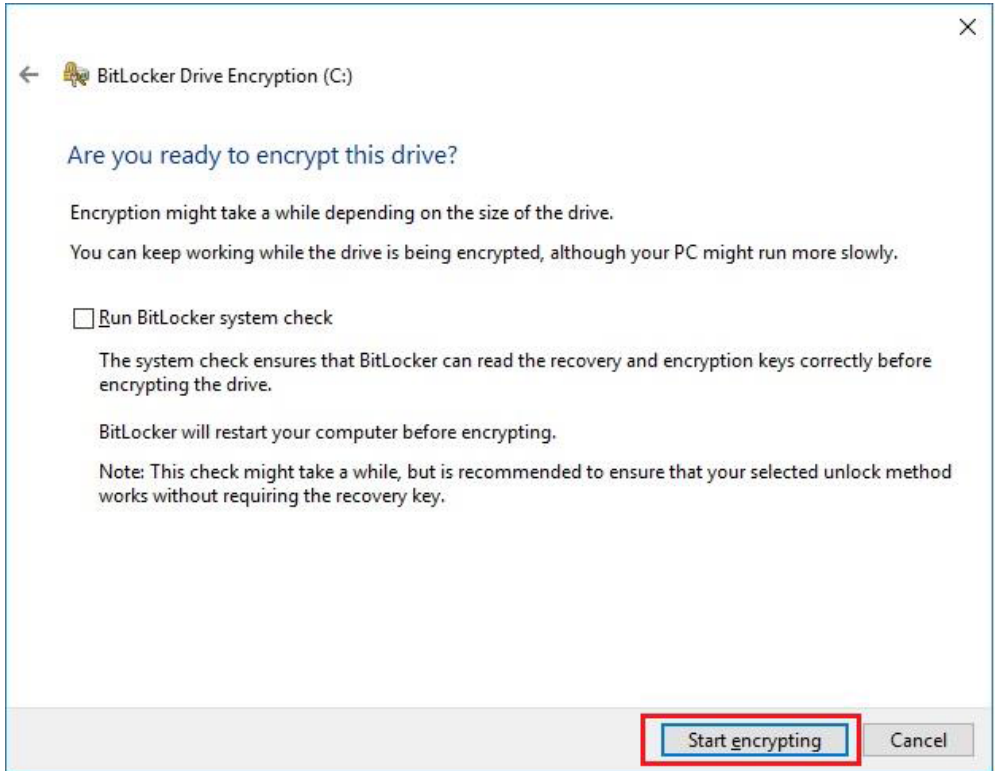 BitLocker Drive Encryption (C:)
Are you ready to encrypt this drive?
Encryption might take a while depending on the size of the drive.
You can keep working while the drive is being encrypted, although your PC might run more slowly.
Run BitLocker system check
The system check ensures that BitLocker can read the recovery and encryption keys correctly before
encrypting the drive.
BitLocker will restart your computer before encrypting.
Note: This check might take a while, but is recommended to ensure that your selected unlock method
works without requiring the recovery key.
Start encrypting
Cancel